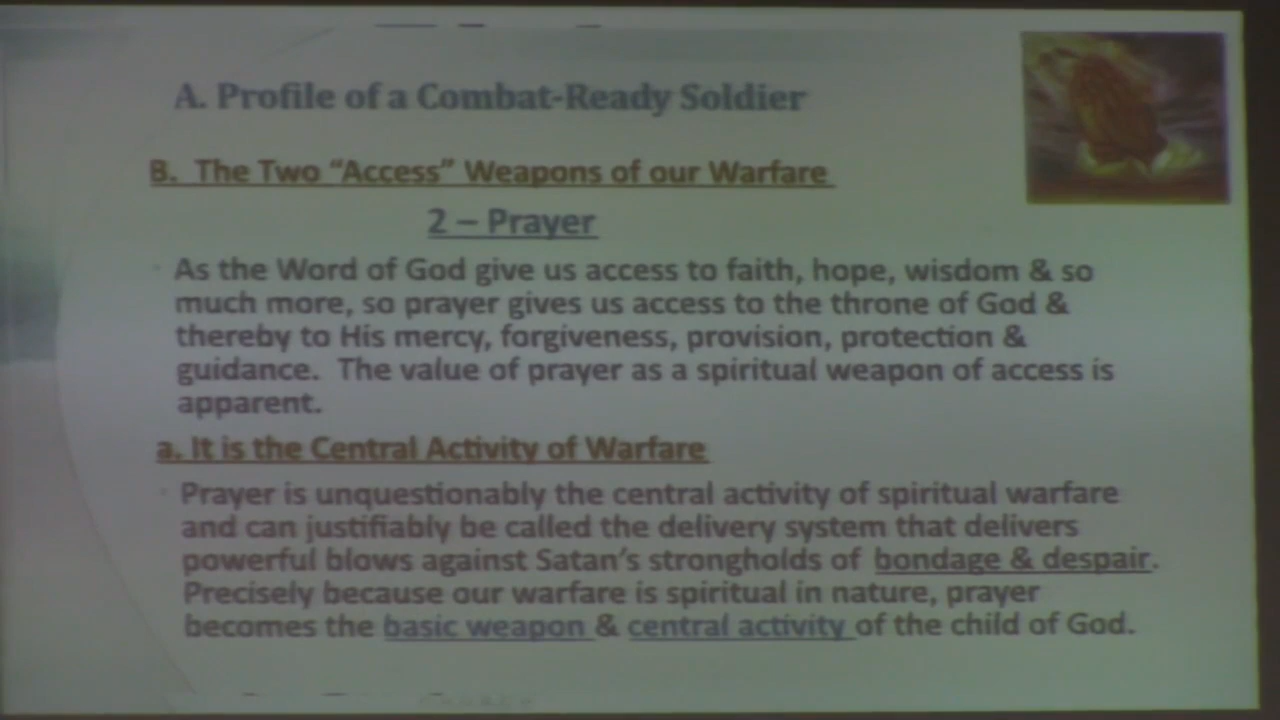 A. Profile of a Combat-Ready Soldier
B. The Two “Access” Weapons of our Warfare
2 – Prayer
As the Word of God give us access to faith, hope, wisdom & so
much more, so prayer gives us access to the throne of God &
thereby to His mercy, forgiveness, provision, protection &
guidance. The value of prayer as a spiritual weapon of access is
apparent.
a. It is the Central Activity of Warfare
Prayer is unquestionably the central activity of spiritual warfare
and can justifiably be called the delivery system that delivers
powerful blows against Satan’s strongholds of bondage & despair.
Precisely because our warfare is spiritual in nature, prayer
becomes the basic weapon & central activity of the child of God.